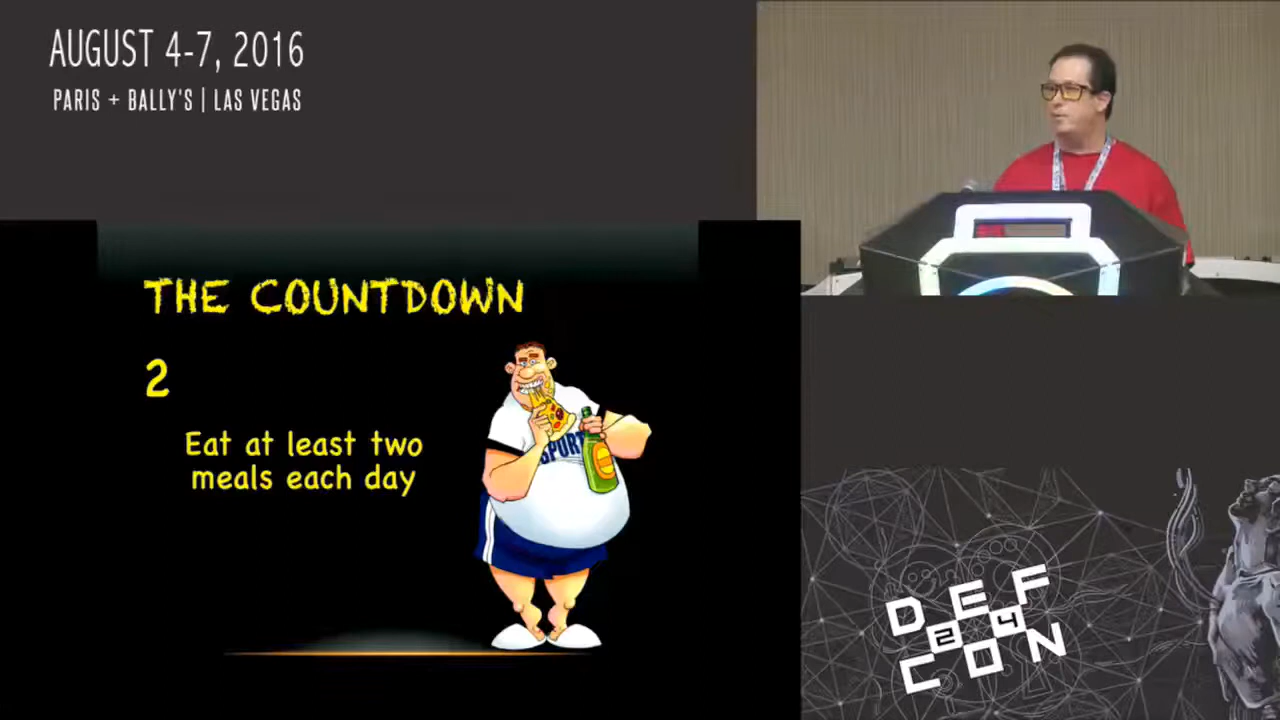 AUGUST 4-7, 2016
PARIS + BALLY'S | LAS VEGAS
THE COUNTDOWN
2
Eat at least two
meals each day
SPORT
DEF
24
CON